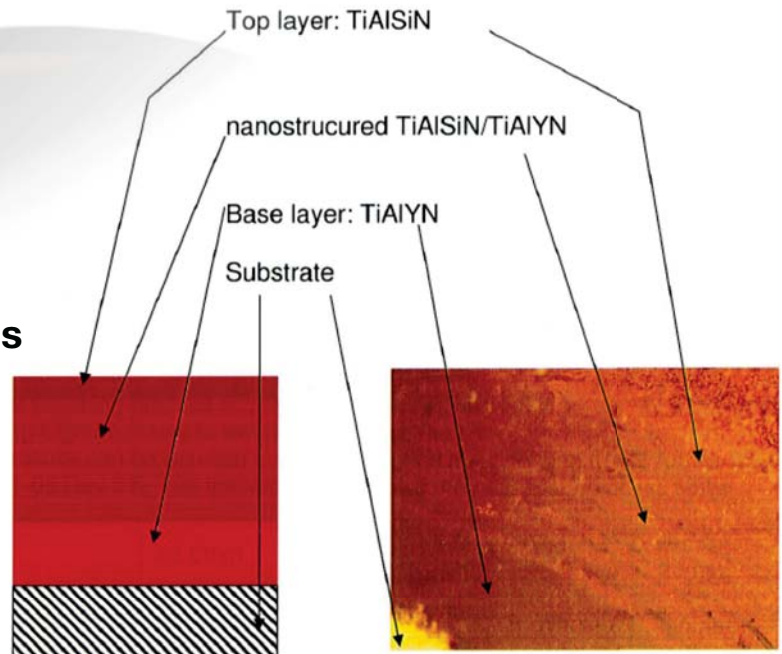 Top layer: TiAlSiN
nanostrucured TiAlSiN/TiAlYN
Base layer: TiAlYN
Substrate
s